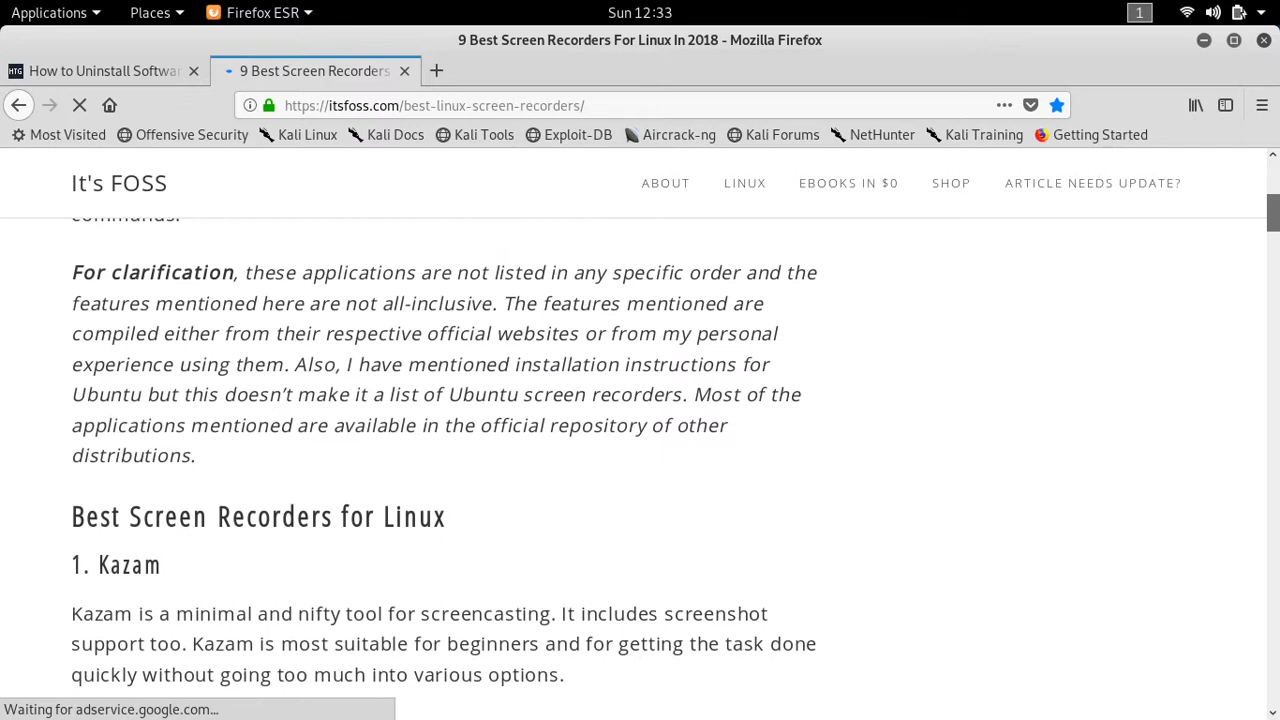 Applications Places Firefox ESR Sun 12:33 1
9 Best Screen Recorders For Linux In 2018 - Mozilla Firefox
HTG How to Uninstall Softwar 9 Best Screen Recorders
https://itsfoss.com/best-linux-screen-recorders/
Most Visited Offensive Security Kali Linux Kali Docs Kali Tools Exploit-DB Aircrack-ng Kali Forums NetHunter Kali Training Getting Started
It's FOSS ABOUT LINUX EBOOKS IN $0 SHOP ARTICLE NEEDS UPDATE?
commands.
For clarification, these applications are not listed in any specific order and the
features mentioned here are not all-inclusive. The features mentioned are
compiled either from their respective official websites or from my personal
experience using them. Also, I have mentioned installation instructions for
Ubuntu but this doesn’t make it a list of Ubuntu screen recorders. Most of the
applications mentioned are available in the official repository of other
distributions.
Best Screen Recorders for Linux
1. Kazam
Kazam is a minimal and nifty tool for screencasting. It includes screenshot
support too. Kazam is most suitable for beginners and for getting the task done
quickly without going too much into various options.
Waiting for adservice.google.com...